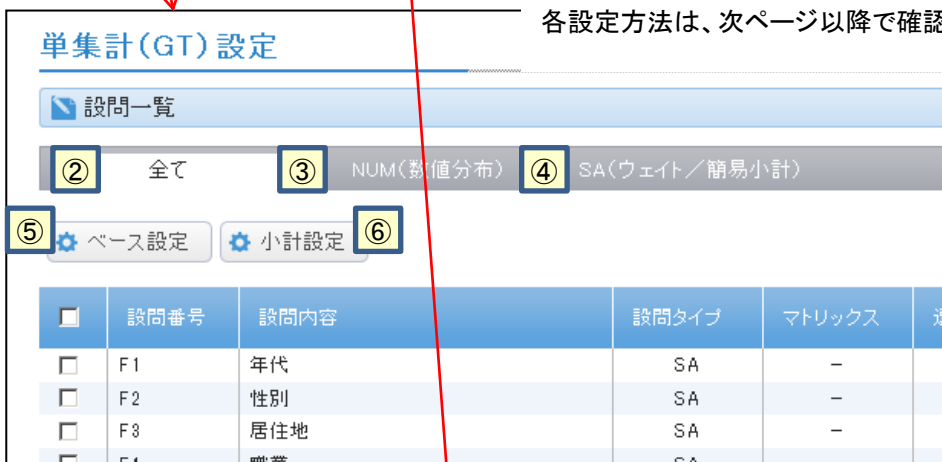 各設定方法は、次ページ以降で確認
単集計(GT)設定
設問一覧
② 全て ③ NUM(数値分布) ④ SA(ウェイト／簡易小計)
⑤ ベース設定 小計設定 ⑥
設問番号 設問内容 設問タイプ マトリックス
F1 年代 SA －
F2 性別 SA －
F3 居住地 SA －